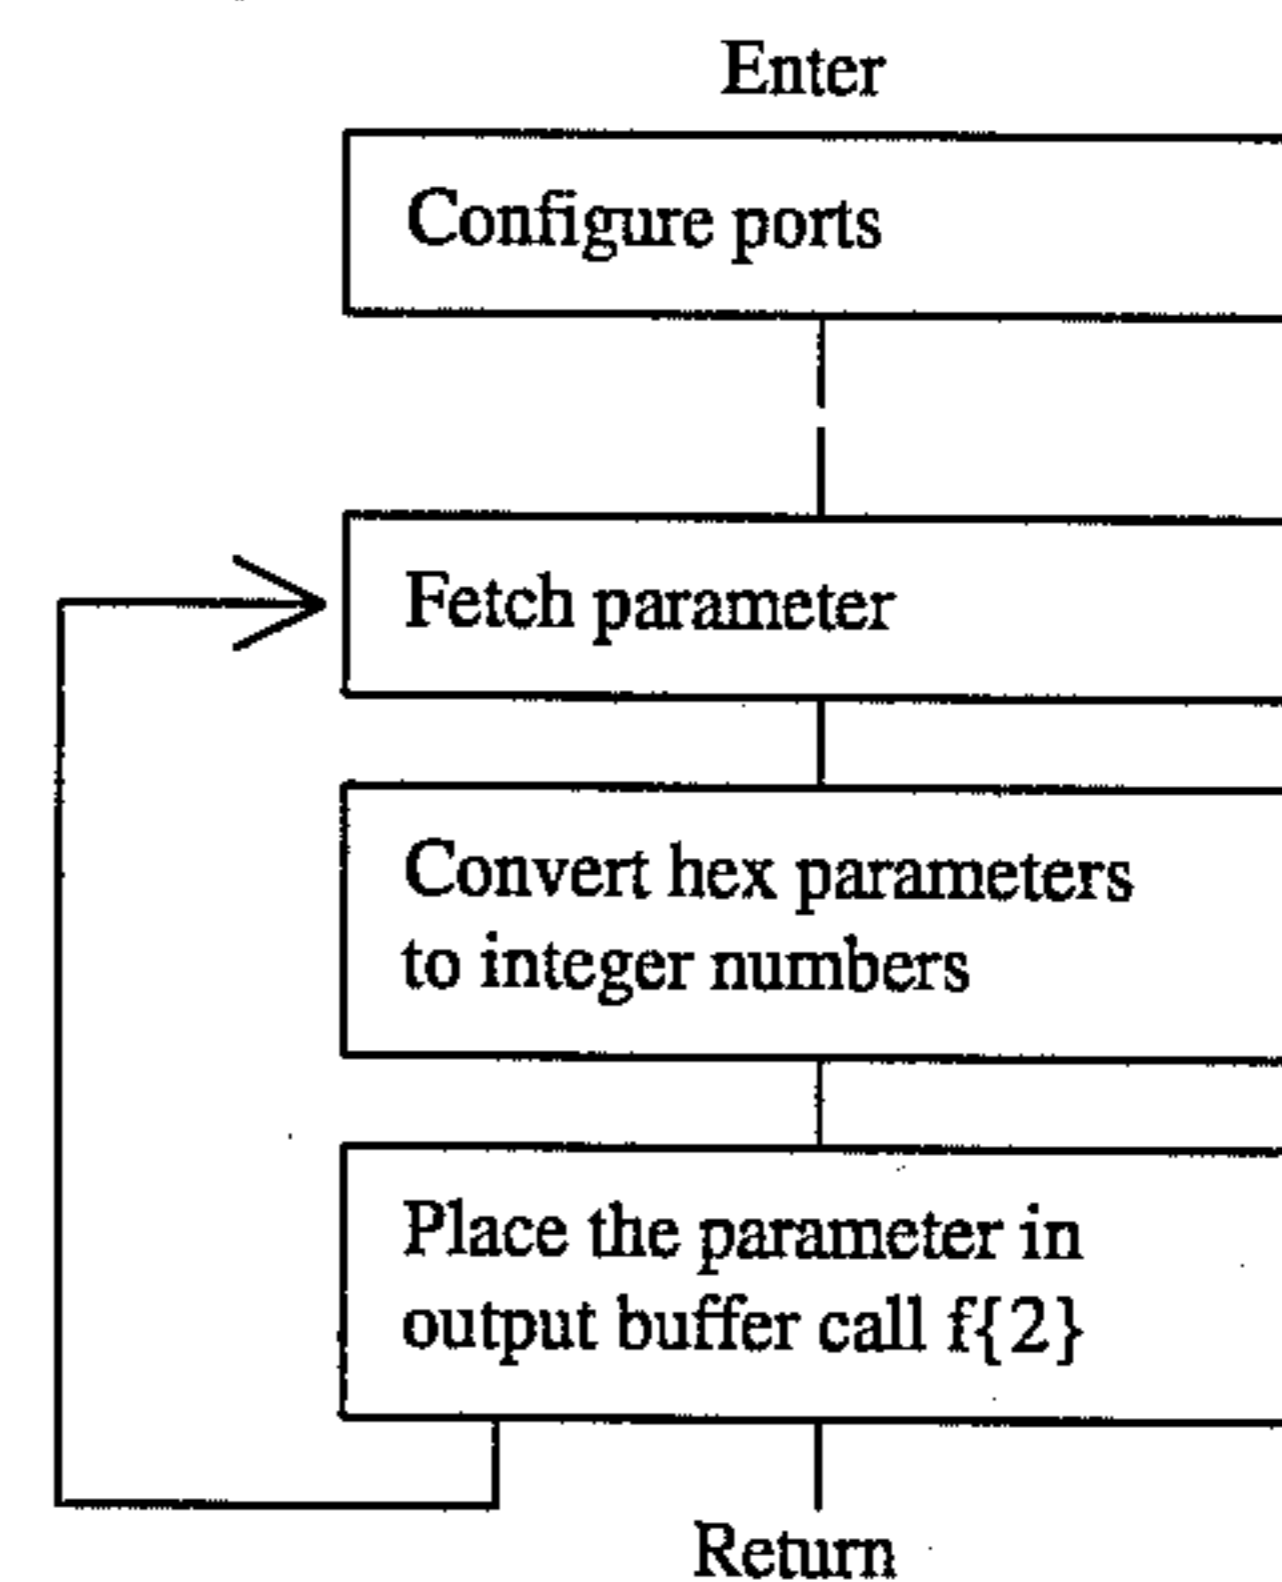 Enter
Configure ports
Fetch parameter
Convert hex parameters
to integer numbers
Place the parameter in
output buffer call f{2}
Return